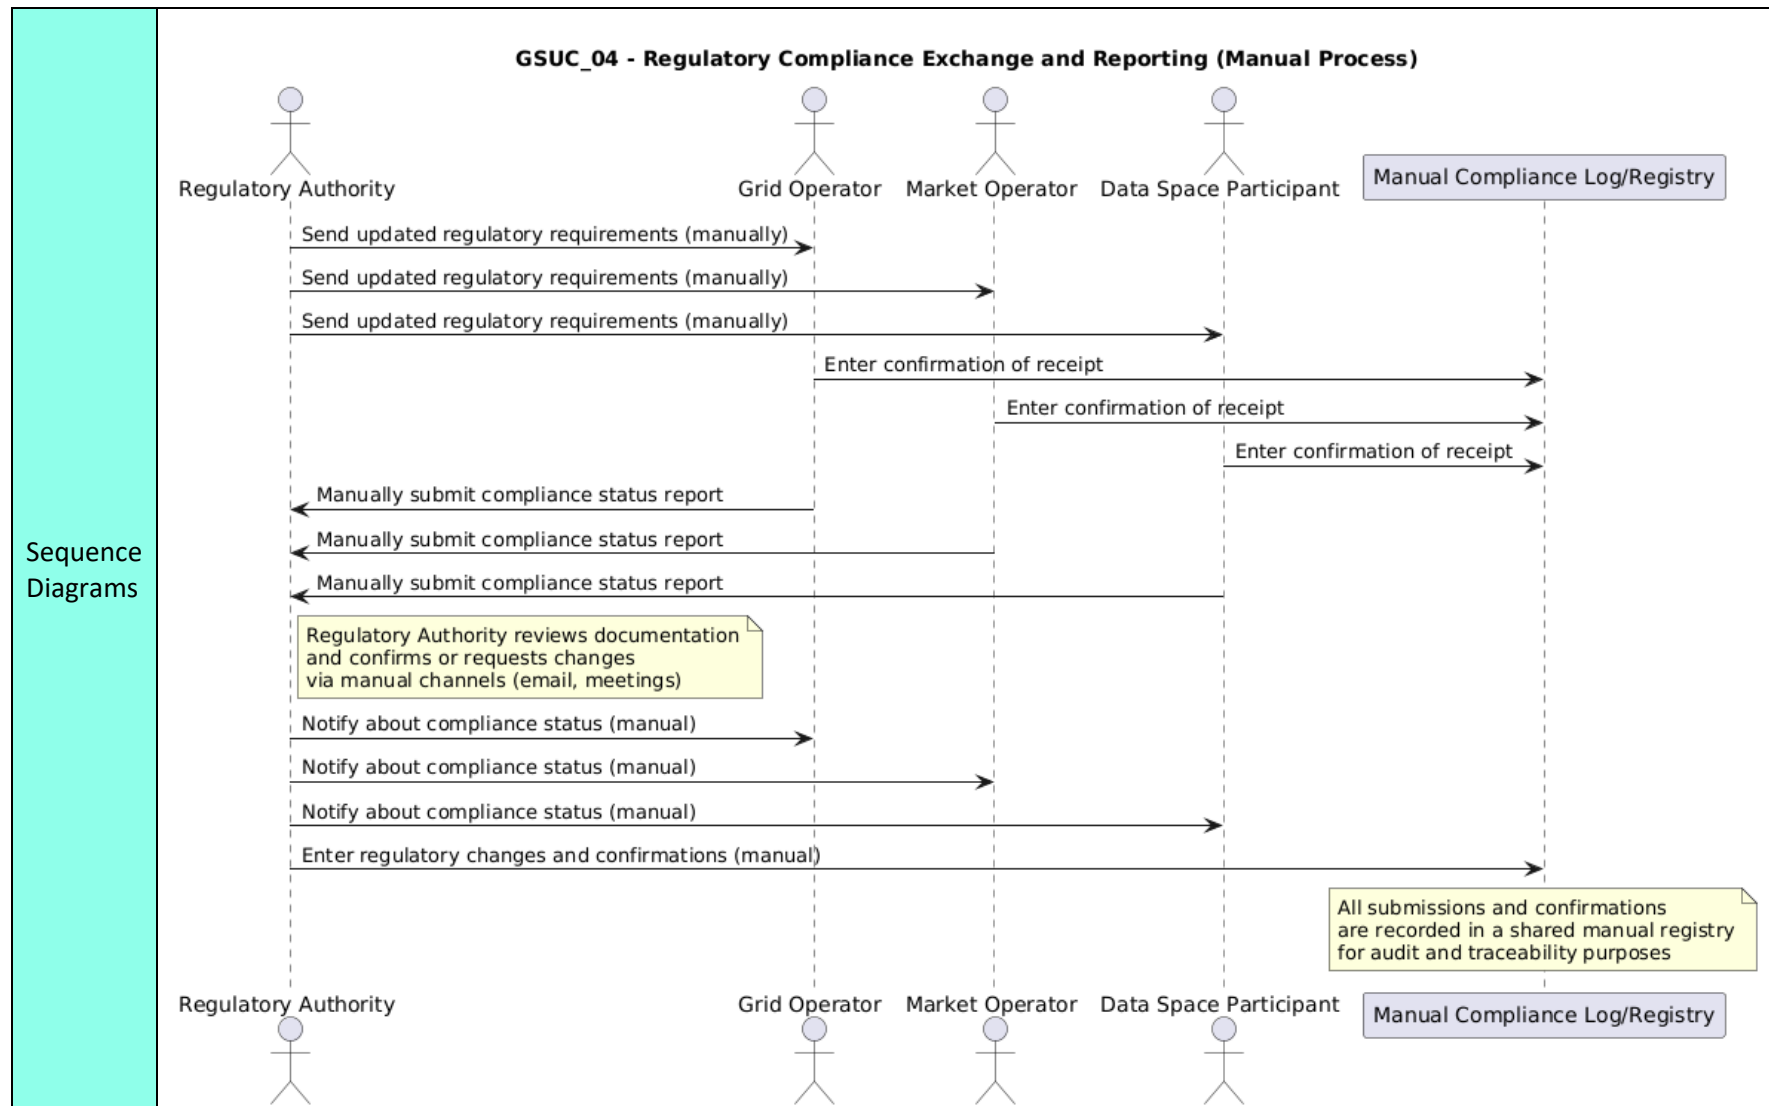 GSUC_04 - Regulatory Compliance Exchange and Reporting (Manual Process)
Regulatory Authority
Grid Operator
Market Operator
Data Space Participant
Manual Compliance Log/Registry
Send updated regulatory requirements (manually)
Send updated regulatory requirements (manually)
Send updated regulatory requirements (manually)
Enter confirmation of receipt
Enter confirmation of receipt
Enter confirmation of receipt
Manually submit compliance status report
Manually submit compliance status report
Manually submit compliance status report
Sequence
Diagrams
Regulatory Authority reviews documentation
and confirms or requests changes
via manual channels (email, meetings)
Notify about compliance status (manual)
Notify about compliance status (manual)
Notify about compliance status (manual)
Enter regulatory changes and confirmations (manual)
All submissions and confirmations
are recorded in a shared manual registry
for audit and traceability purposes
Regulatory Authority
Grid Operator
Market Operator
Data Space Participant
Manual Compliance Log/Registry